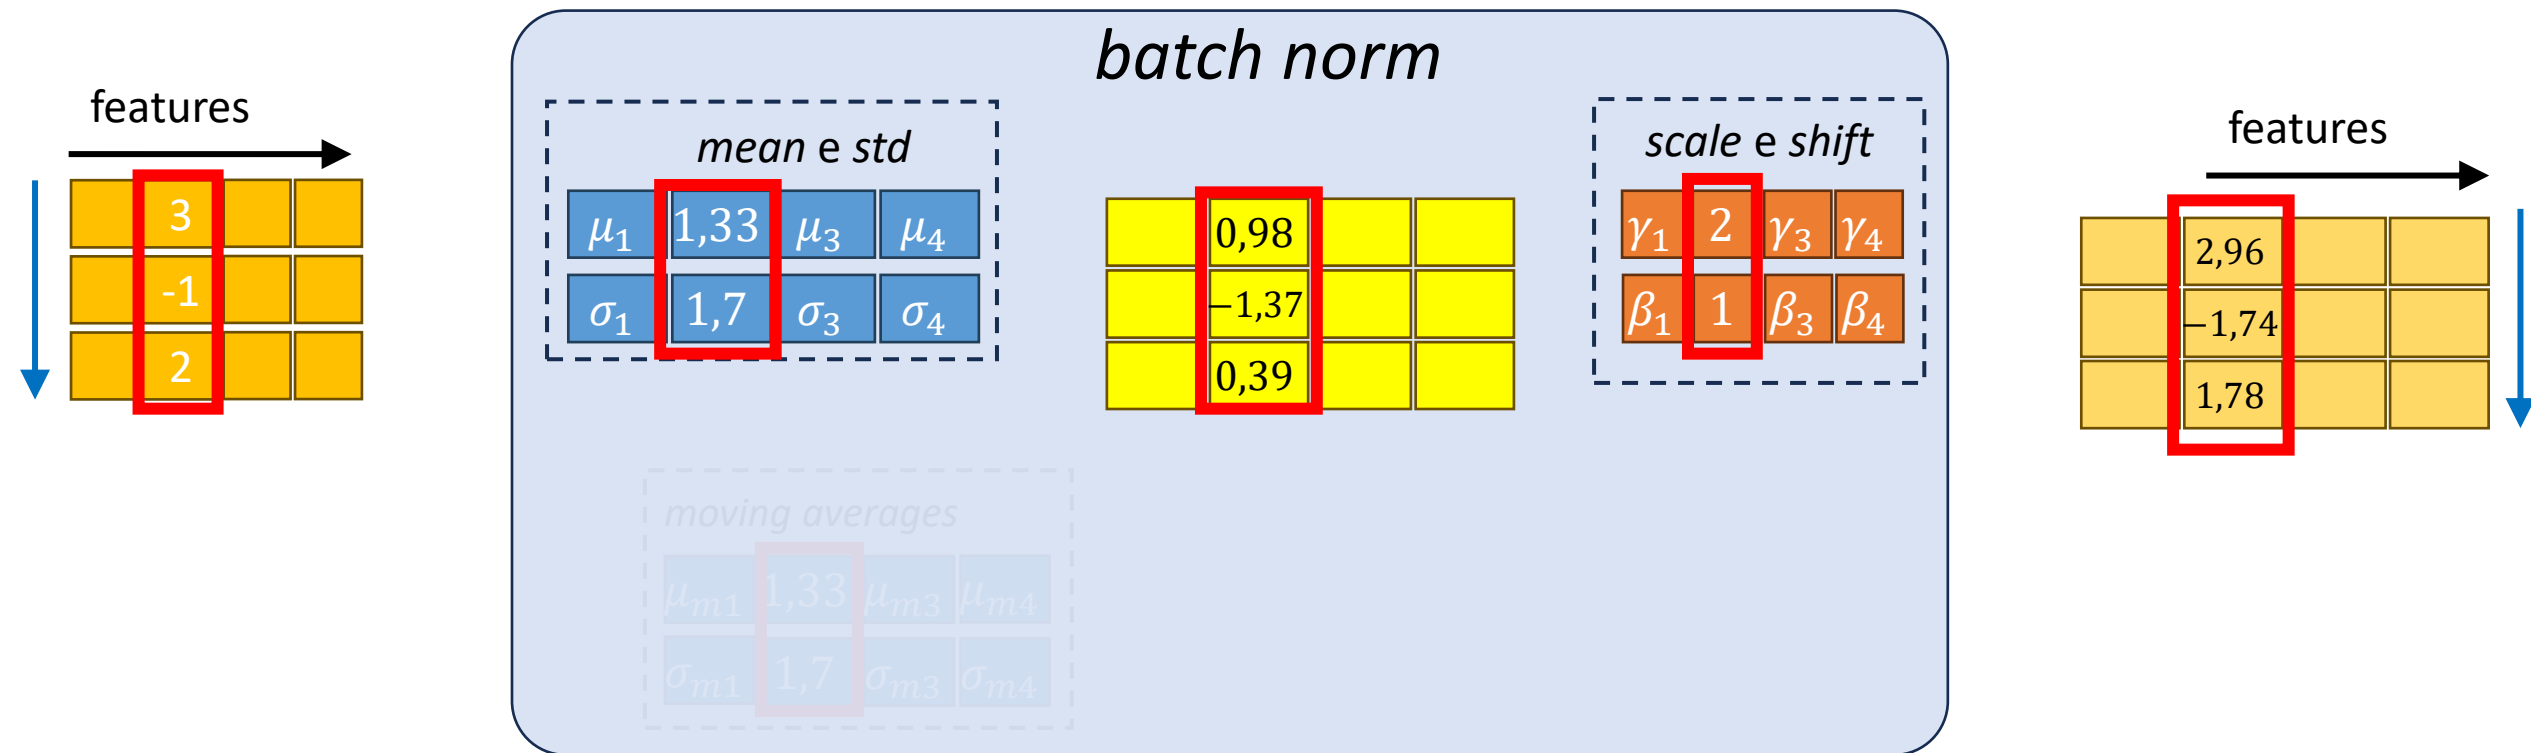 batch norm
features
3
-1
2
mean e std
μ₁ 1,33 μ₃ μ₄
σ₁ 1,7 σ₃ σ₄
0,98
−1,37
0,39
scale e shift
γ₁ 2 γ₃ γ₄
β₁ 1 β₃ β₄
features
2,96
−1,74
1,78
moving averages
μₘ₁ 1,33 μₘ₃ μₘ₄
σₘ₁ 1,7 σₘ₃ σₘ₄